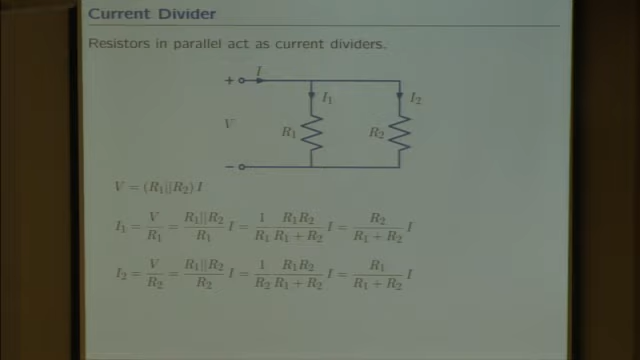 Current Divider
Resistors in parallel act as current dividers.
+ I
I₁ I₂
V R₁ R₂
−
V = (R₁||R₂) I
I₁ = V/R₁ = (R₁||R₂)/R₁ I = 1/R₁ R₁R₂/(R₁ + R₂) I = R₂/(R₁ + R₂) I
I₂ = V/R₂ = (R₁||R₂)/R₂ I = 1/R₂ R₁R₂/(R₁ + R₂) I = R₁/(R₁ + R₂) I